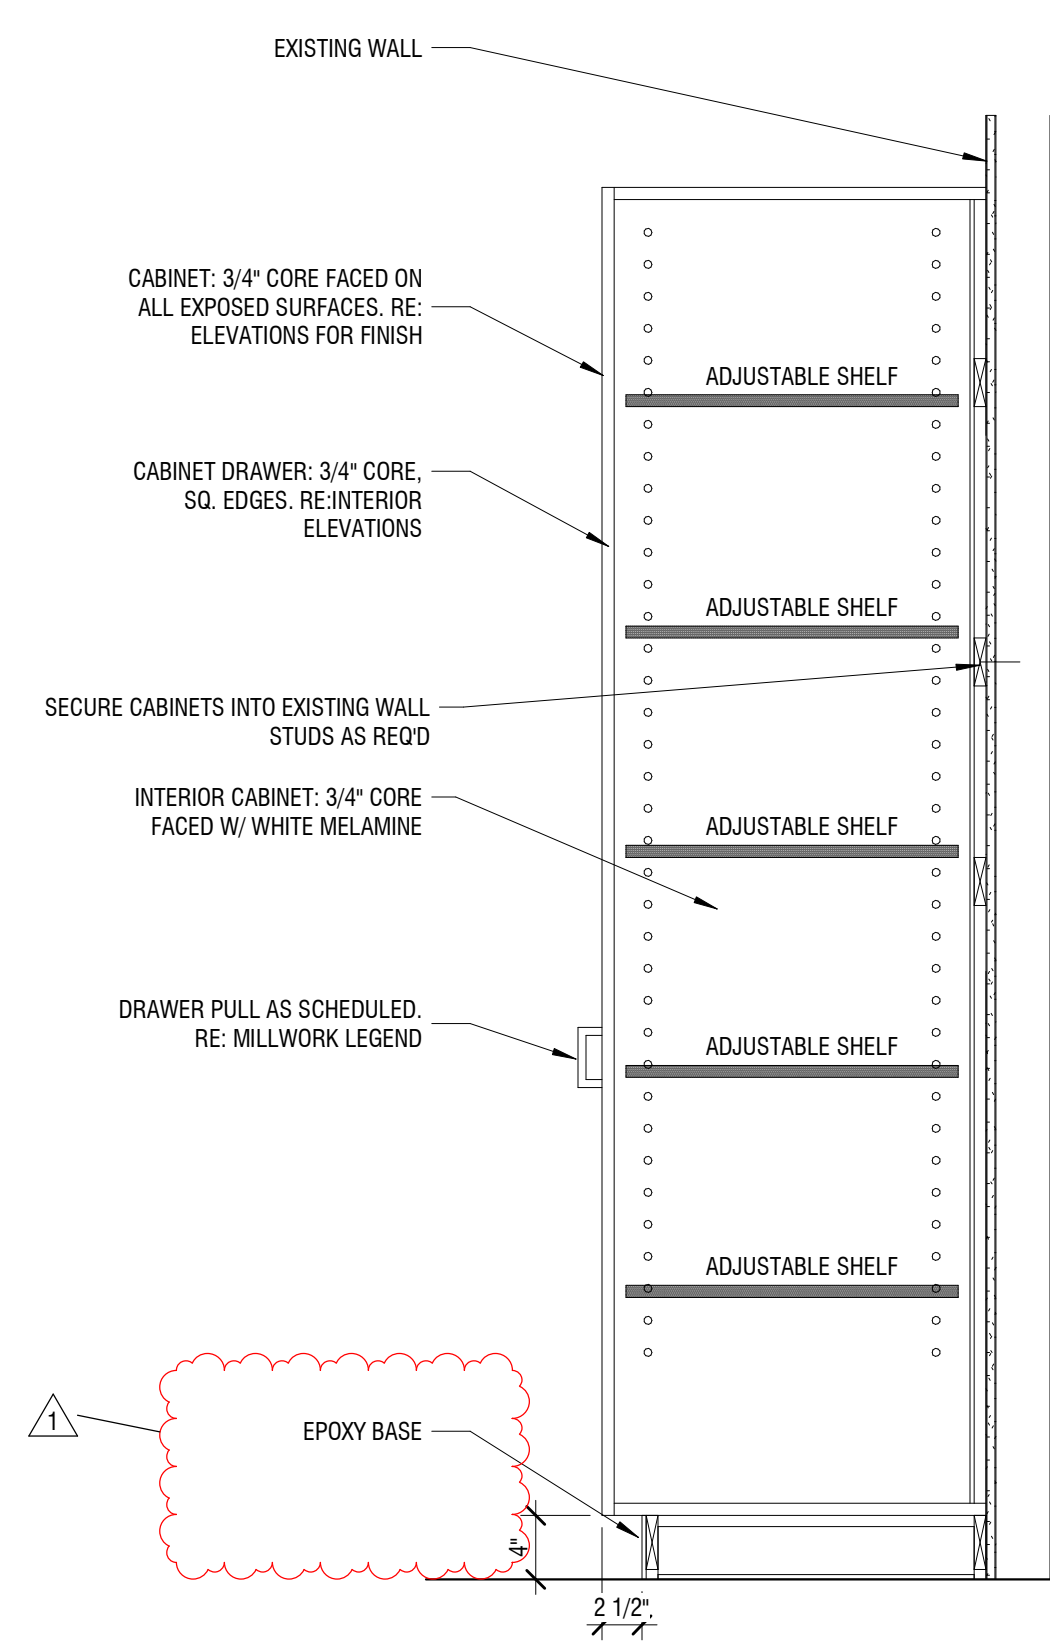 EXISTING WALL
CABINET: 3/4" CORE FACED ON
ALL EXPOSED SURFACES. RE:
ELEVATIONS FOR FINISH
ADJUSTABLE SHELF
CABINET DRAWER: 3/4" CORE,
SQ. EDGES. RE:INTERIOR
ELEVATIONS
ADJUSTABLE SHELF
SECURE CABINETS INTO EXISTING WALL
STUDS AS REQ'D
INTERIOR CABINET: 3/4" CORE
FACED W/ WHITE MELAMINE
ADJUSTABLE SHELF
DRAWER PULL AS SCHEDULED.
RE: MILLWORK LEGEND
ADJUSTABLE SHELF
ADJUSTABLE SHELF
1
EPOXY BASE
4"
2 1/2"